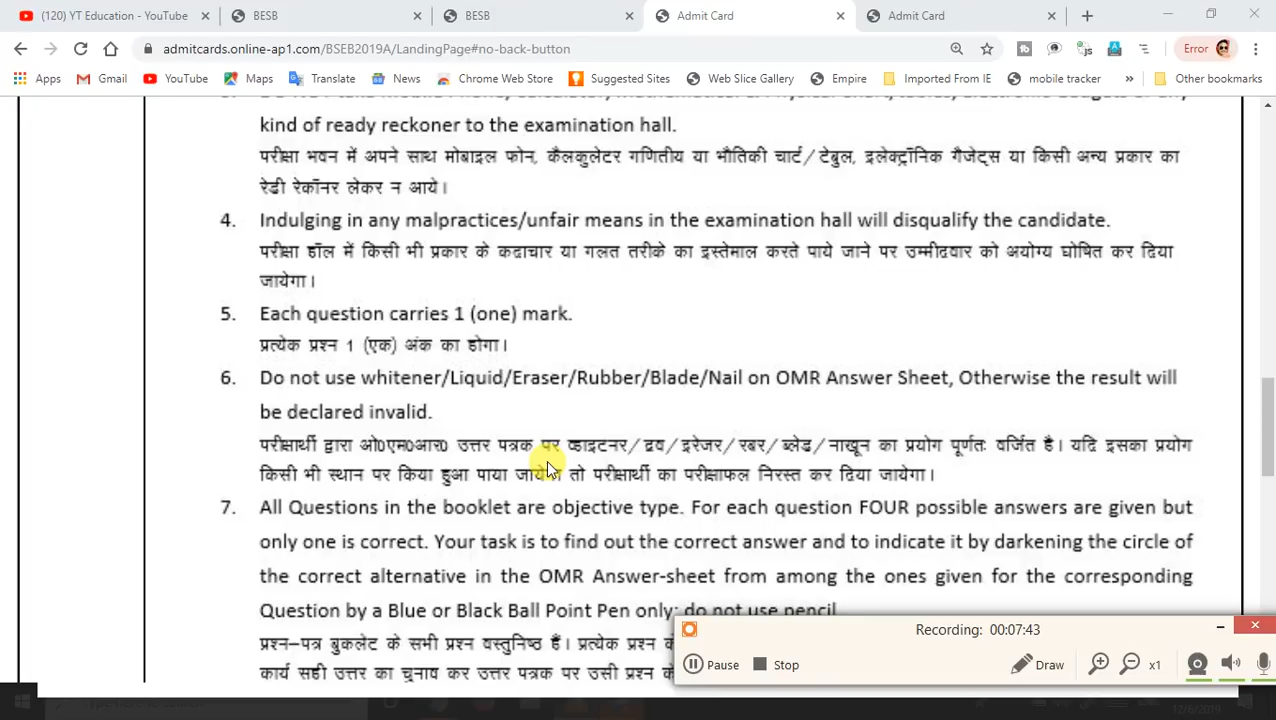 (120) YT Education - YouTube
BESB
BESB
Admit Card
Admit Card
admitcards.online-ap1.com/BSEB2019A/LandingPage#no-back-button
Error
Apps
Gmail
YouTube
Maps
Translate
News
Chrome Web Store
Suggested Sites
Web Slice Gallery
Empire
Imported From IE
mobile tracker
»
Other bookmarks
kind of ready reckoner to the examination hall.
परीक्षा भवन में अपने साथ मोबाइल फोन, कैलकुलेटर गणितीय या भौतिकी चार्ट/टेबुल, इलेक्ट्रॉनिक गैजेट्स या किसी अन्य प्रकार का
रेडी रेकॉनर लेकर न आये।
4. Indulging in any malpractices/unfair means in the examination hall will disqualify the candidate.
परीक्षा हॉल में किसी भी प्रकार के कदाचार या गलत तरीके का इस्तेमाल करते पाये जाने पर उम्मीदवार को अयोग्य घोषित कर दिया
जायेगा।
5. Each question carries 1 (one) mark.
प्रत्येक प्रश्न 1 (एक) अंक का होगा।
6. Do not use whitener/Liquid/Eraser/Rubber/Blade/Nail on OMR Answer Sheet, Otherwise the result will
be declared invalid.
परीक्षार्थी द्वारा ओ0एम0आर0 उत्तर पत्रक पर व्हाइटनर/द्रव/इरेजर/रबर/ब्लेड/नाखून का प्रयोग पूर्णतः वर्जित है। यदि इसका प्रयोग
किसी भी स्थान पर किया हुआ पाया तो परीक्षार्थी का परीक्षाफल निरस्त कर दिया जायेगा।
7. All Questions in the booklet are objective type. For each question FOUR possible answers are given but
only one is correct. Your task is to find out the correct answer and to indicate it by darkening the circle of
the correct alternative in the OMR Answer-sheet from among the ones given for the corresponding
Question by a Blue or Black Ball Point Pen only; do not use pencil
प्रश्न-पत्र बुकलेट के सभी प्रश्न वस्तुनिष्ठ हैं। प्रत्येक प्रश्न
कार्य सही उत्तर का चुनाव कर उत्तर पत्रक पर उसी प्रश्न
Recording: 00:07:43
Pause
Stop
Draw
x1
12/6/2019